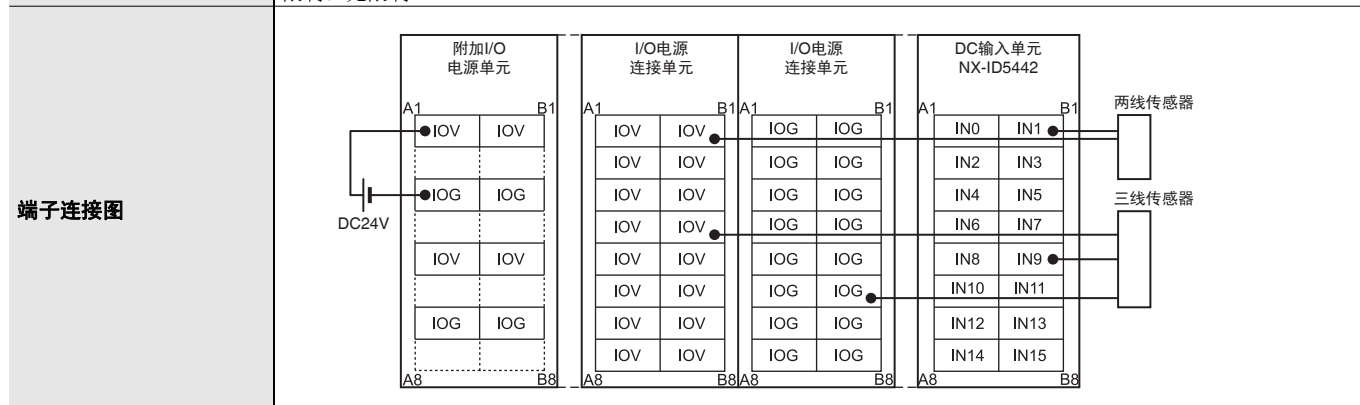 端子连接图
附加I/O
电源单元
I/O电源
连接单元
I/O电源
连接单元
DC输入单元
NX-ID5442
A1 B1 A1 B1 A1 B1 A1 B1
两线传感器
IOV IOV IOV IOV IOG IOG IN0 IN1
IOV IOV IOG IOG IN2 IN3
IOG IOG IOV IOV IOG IOG IN4 IN5
三线传感器
DC24V
IOV IOV IOG IOG IN6 IN7
IOV IOV IOV IOV IOG IOG IN8 IN9
IOV IOV IOG IOG IN10 IN11
IOG IOG IOV IOV IOG IOG IN12 IN13
IOV IOV IOG IOG IN14 IN15
A8 B8 A8 B8 A8 B8 A8 B8